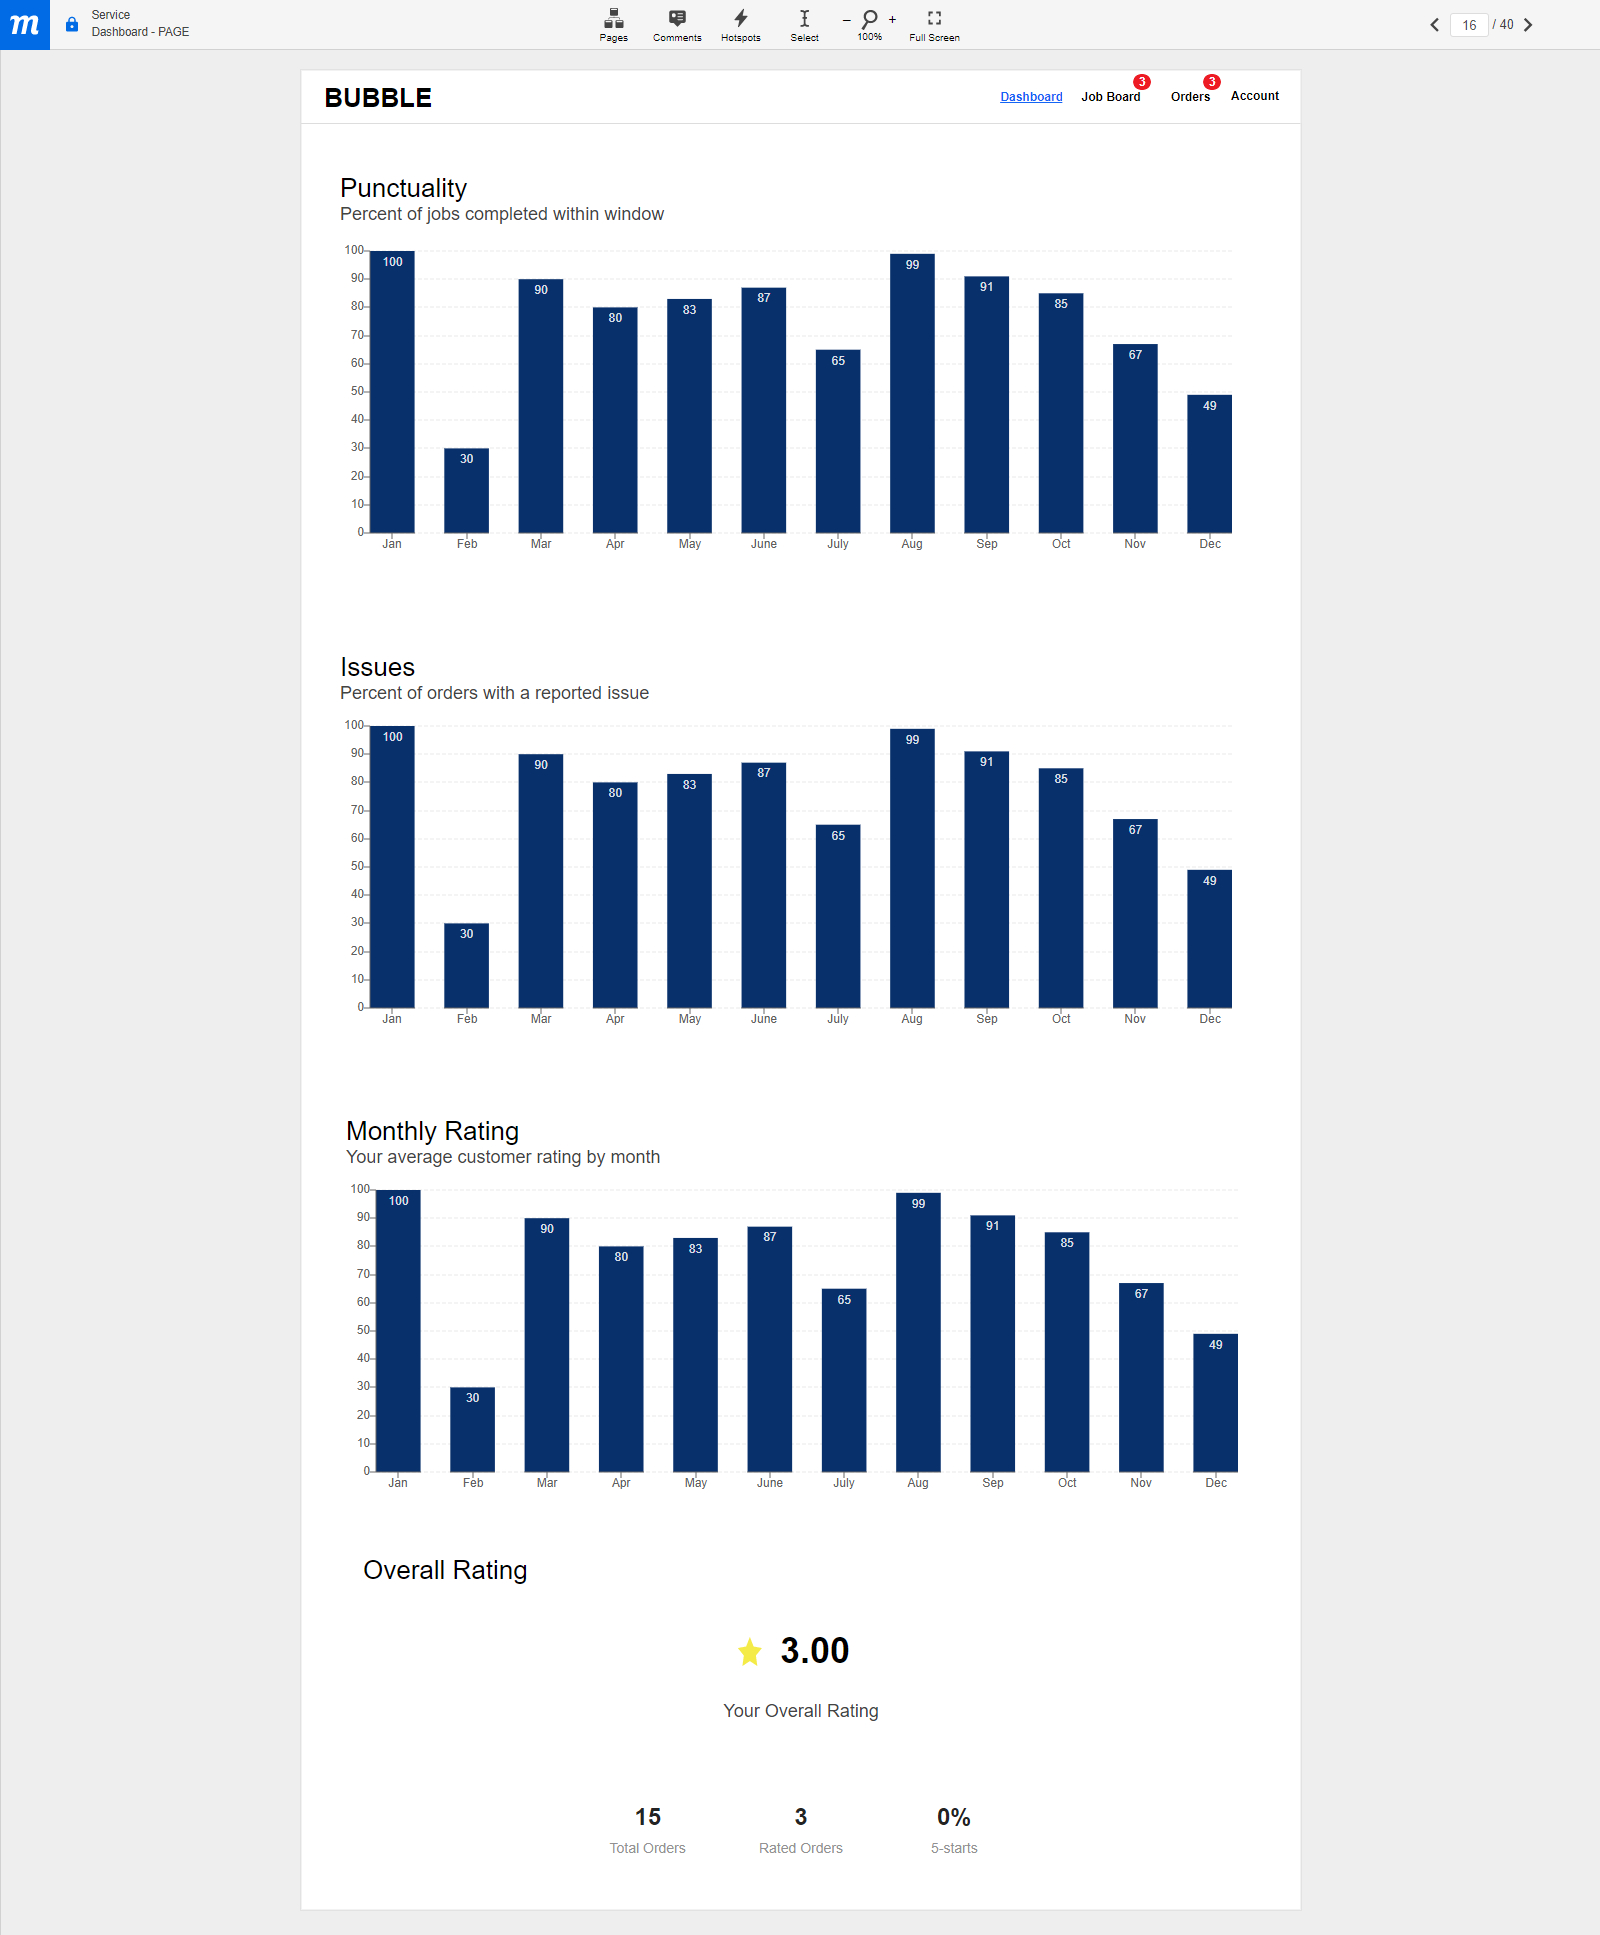 m
Service
Dashboard - PAGE
Pages
Comments
Hotspots
Select
– 100% +
Full Screen
16 / 40
BUBBLE
Dashboard
Job Board 3
Orders 3
Account
Punctuality
Percent of jobs completed within window
100
90
80
70
60
50
40
30
20
10
0
100 30 90 80 83 87 65 99 91 85 67 49
Jan Feb Mar Apr May June July Aug Sep Oct Nov Dec
Issues
Percent of orders with a reported issue
100
90
80
70
60
50
40
30
20
10
0
100 30 90 80 83 87 65 99 91 85 67 49
Jan Feb Mar Apr May June July Aug Sep Oct Nov Dec
Monthly Rating
Your average customer rating by month
100
90
80
70
60
50
40
30
20
10
0
100 30 90 80 83 87 65 99 91 85 67 49
Jan Feb Mar Apr May June July Aug Sep Oct Nov Dec
Overall Rating
3.00
Your Overall Rating
15 3 0%
Total Orders Rated Orders 5-starts